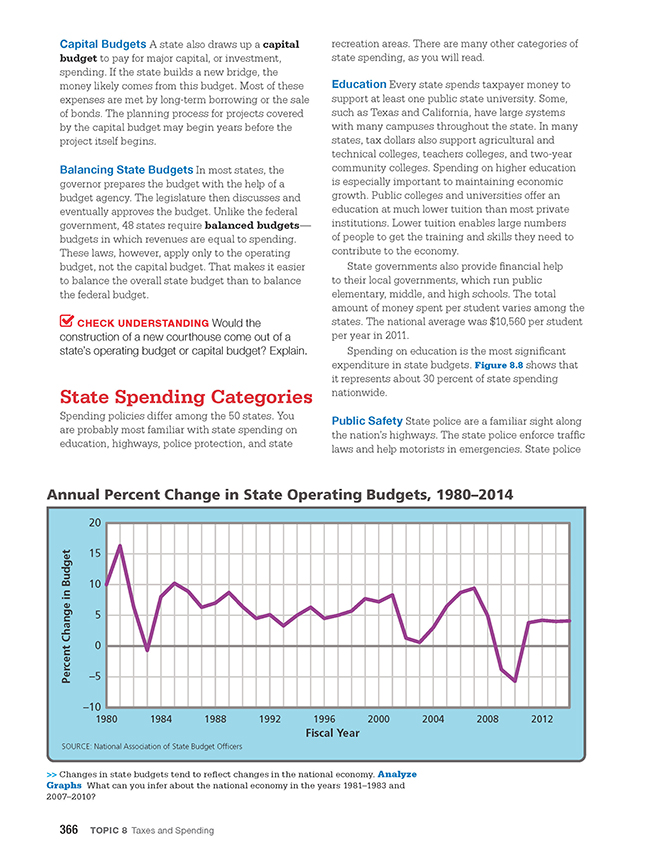 Capital Budgets A state also draws up a capital
budget to pay for major capital, or investment,
spending. If the state builds a new bridge, the
money likely comes from this budget. Most of these
expenses are met by long-term borrowing or the sale
of bonds. The planning process for projects covered
by the capital budget may begin years before the
project itself begins.
Balancing State Budgets In most states, the
governor prepares the budget with the help of a
budget agency. The legislature then discusses and
eventually approves the budget. Unlike the federal
government, 48 states require balanced budgets—
budgets in which revenues are equal to spending.
These laws, however, apply only to the operating
budget, not the capital budget. That makes it easier
to balance the overall state budget than to balance
the federal budget.
CHECK UNDERSTANDING Would the
construction of a new courthouse come out of a
state's operating budget or capital budget? Explain.
State Spending Categories
Spending policies differ among the 50 states. You
are probably most familiar with state spending on
education, highways, police protection, and state
recreation areas. There are many other categories of
state spending, as you will read.
Education Every state spends taxpayer money to
support at least one public state university. Some,
such as Texas and California, have large systems
with many campuses throughout the state. In many
states, tax dollars also support agricultural and
technical colleges, teachers colleges, and two-year
community colleges. Spending on higher education
is especially important to maintaining economic
growth. Public colleges and universities offer an
education at much lower tuition than most private
institutions. Lower tuition enables large numbers
of people to get the training and skills they need to
contribute to the economy.
State governments also provide financial help
to their local governments, which run public
elementary, middle, and high schools. The total
amount of money spent per student varies among the
states. The national average was $10,560 per student
per year in 2011.
Spending on education is the most significant
expenditure in state budgets. Figure 8.8 shows that
it represents about 30 percent of state spending
nationwide.
Public Safety State police are a familiar sight along
the nation's highways. The state police enforce traffic
laws and help motorists in emergencies. State police
Annual Percent Change in State Operating Budgets, 1980–2014
Percent Change in Budget
20
15
10
5
0
–5
–10
1980 1984 1988 1992 1996 2000 2004 2008 2012
Fiscal Year
SOURCE: National Association of State Budget Officers
>> Changes in state budgets tend to reflect changes in the national economy. Analyze
Graphs What can you infer about the national economy in the years 1981–1983 and
2007–2010?
366 TOPIC 8 Taxes and Spending